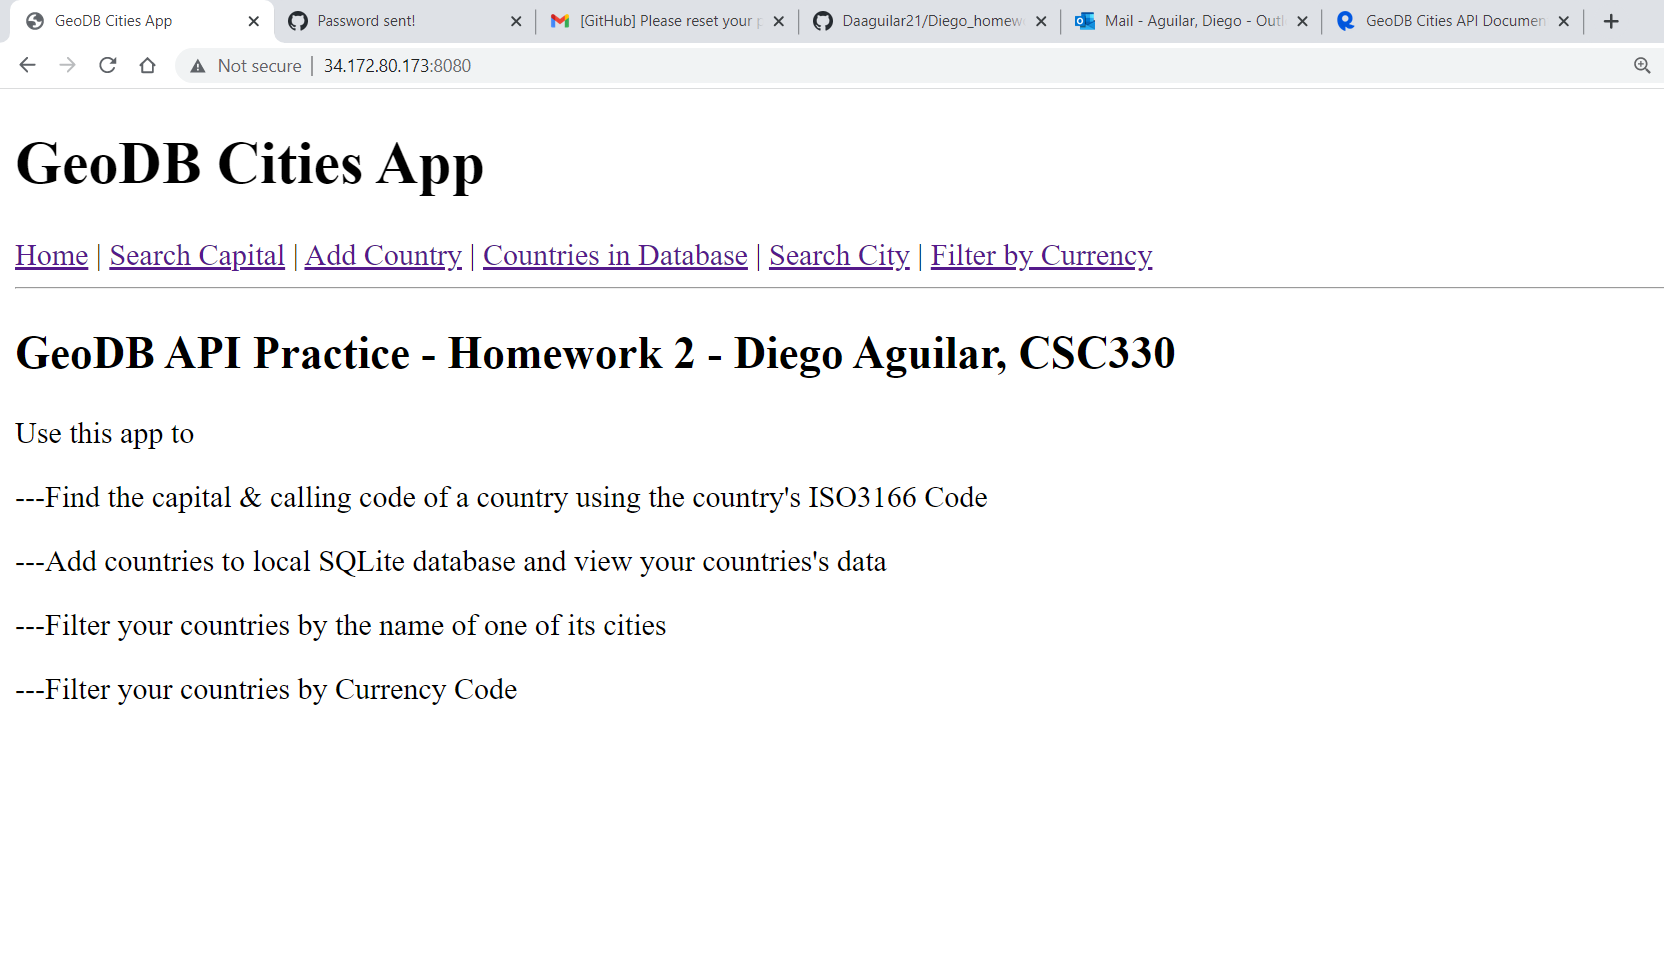 GeoDB Cities App
Password sent!
[GitHub] Please reset your p
Daaguilar21/Diego_homew
Mail - Aguilar, Diego - Outl
GeoDB Cities API Documen
Not secure | 34.172.80.173:8080
GeoDB Cities App
Home | Search Capital | Add Country | Countries in Database | Search City | Filter by Currency
GeoDB API Practice - Homework 2 - Diego Aguilar, CSC330
Use this app to
---Find the capital & calling code of a country using the country's ISO3166 Code
---Add countries to local SQLite database and view your countries's data
---Filter your countries by the name of one of its cities
---Filter your countries by Currency Code